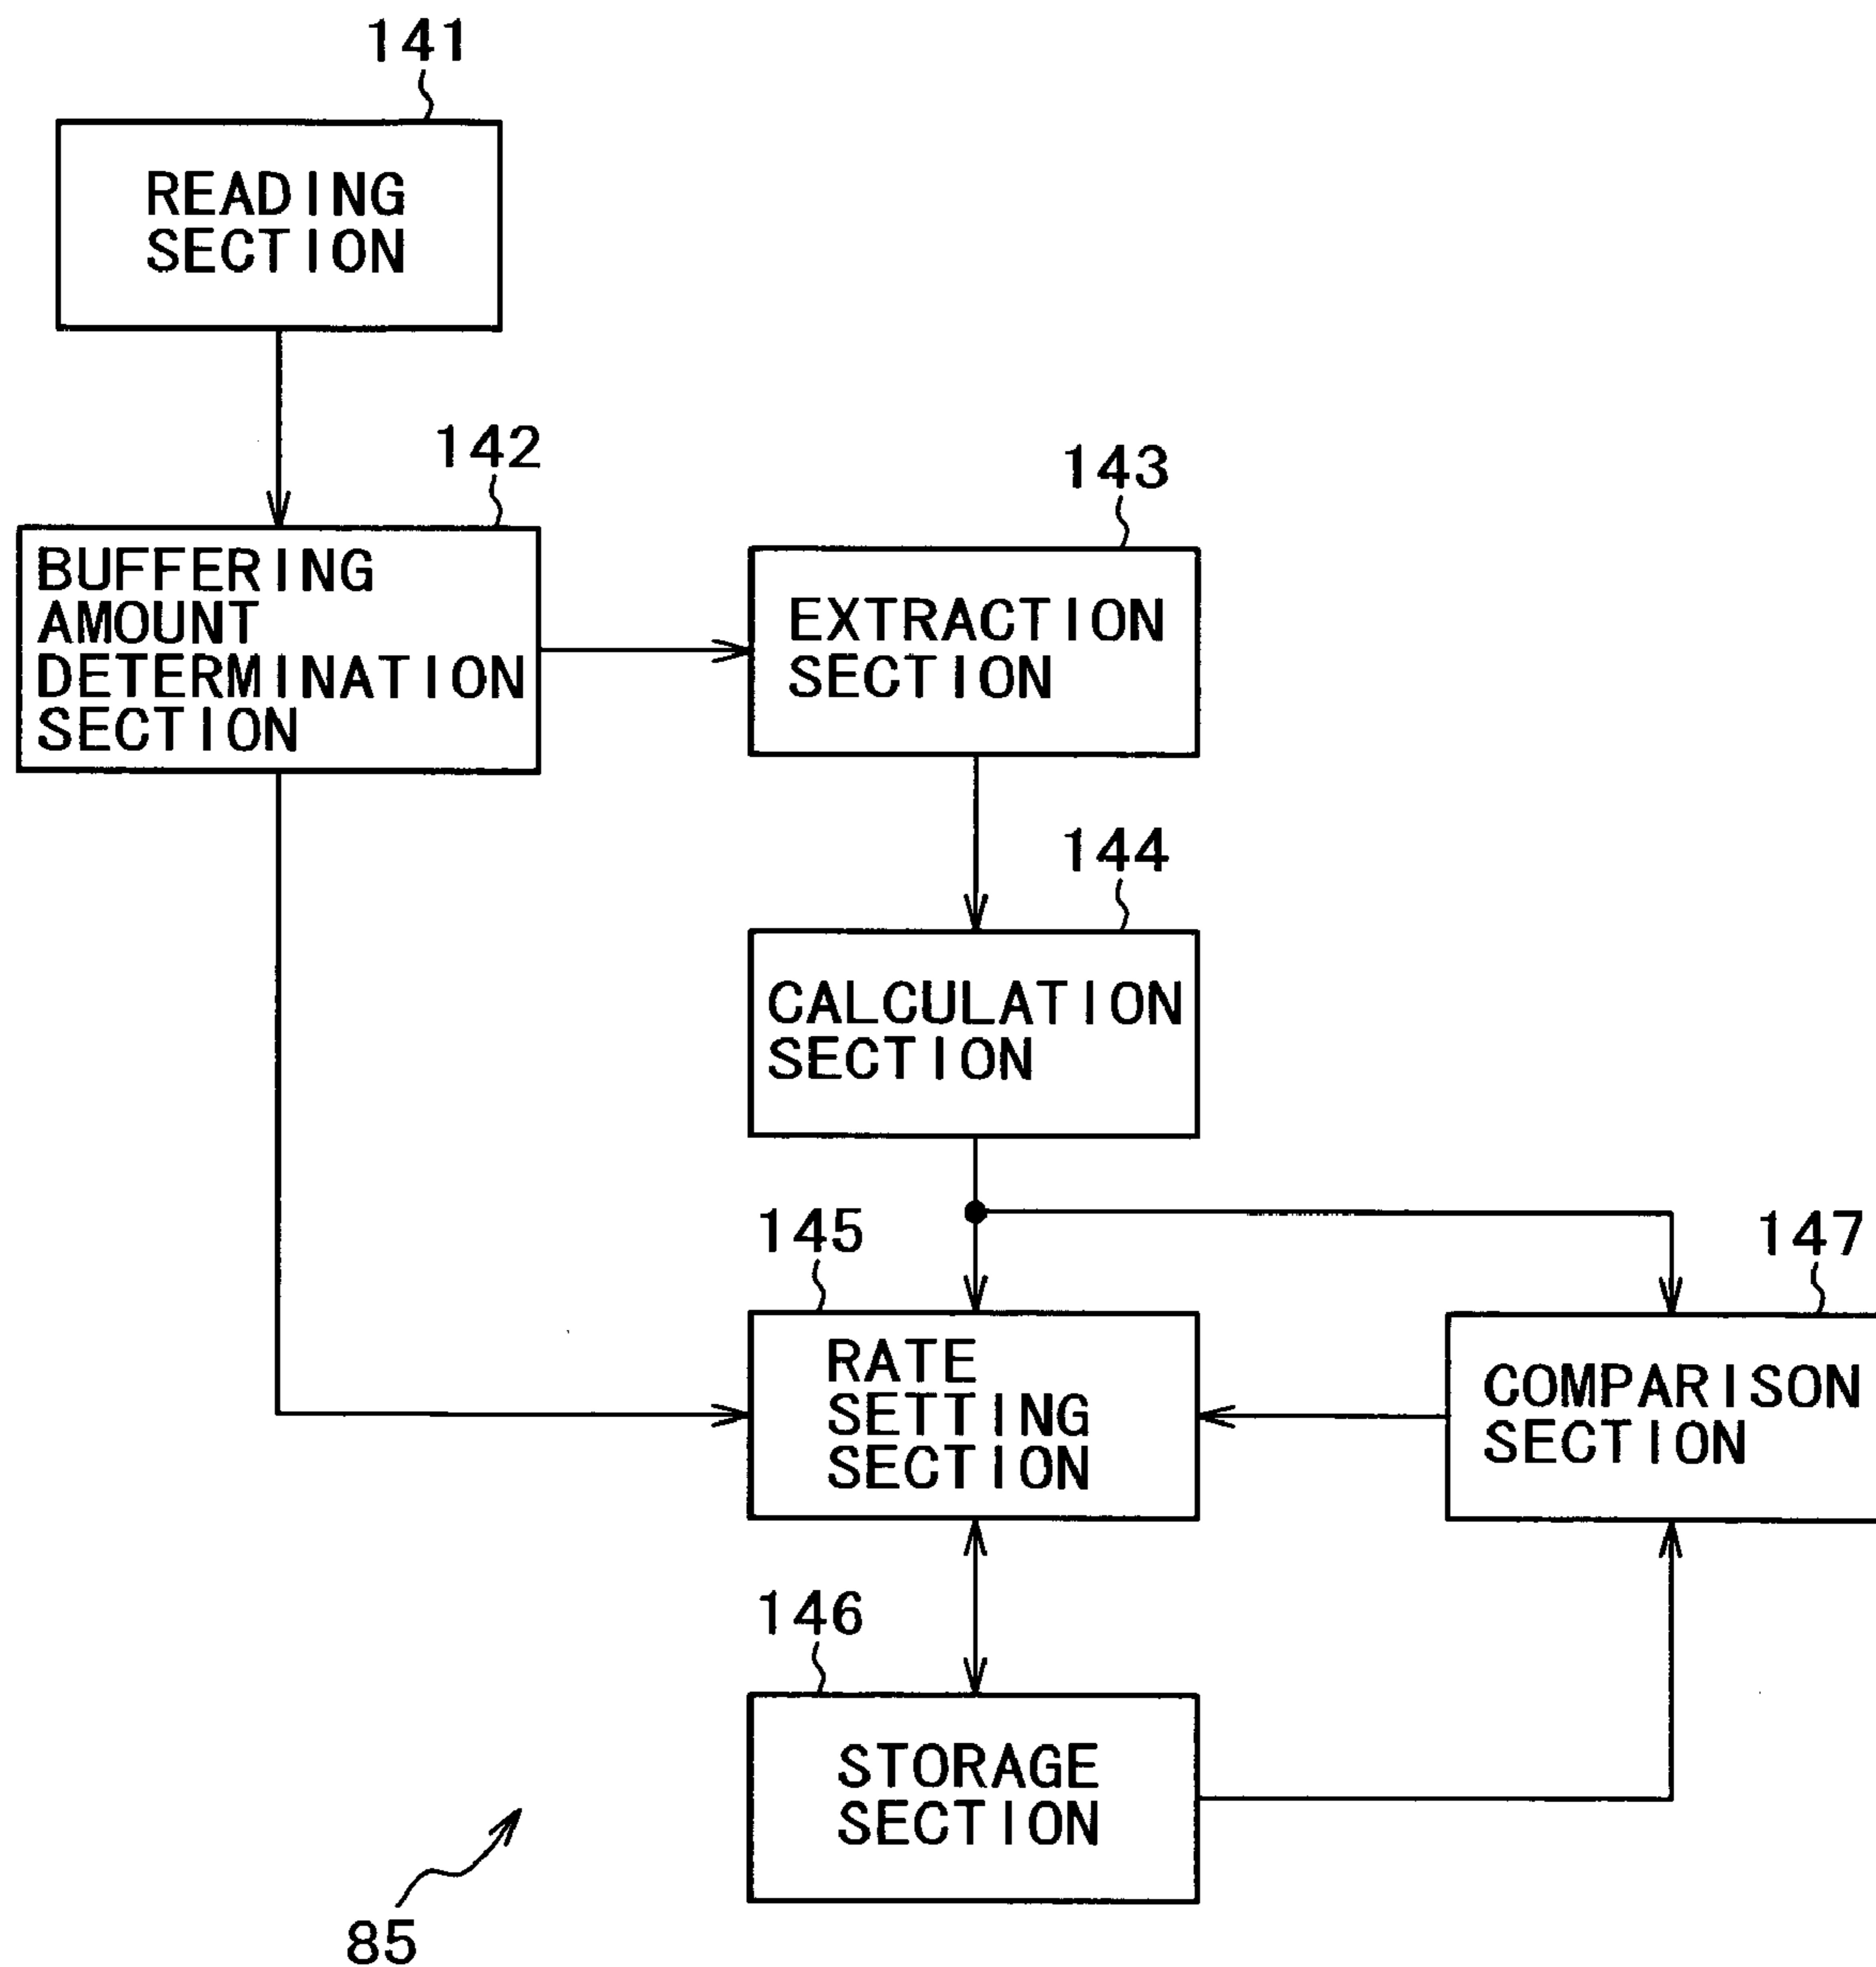 141
READING
SECTION
142
BUFFERING
AMOUNT
DETERMINATION
SECTION
143
EXTRACTION
SECTION
144
CALCULATION
SECTION
145
RATE
SETTING
SECTION
147
COMPARISON
SECTION
146
STORAGE
SECTION
85